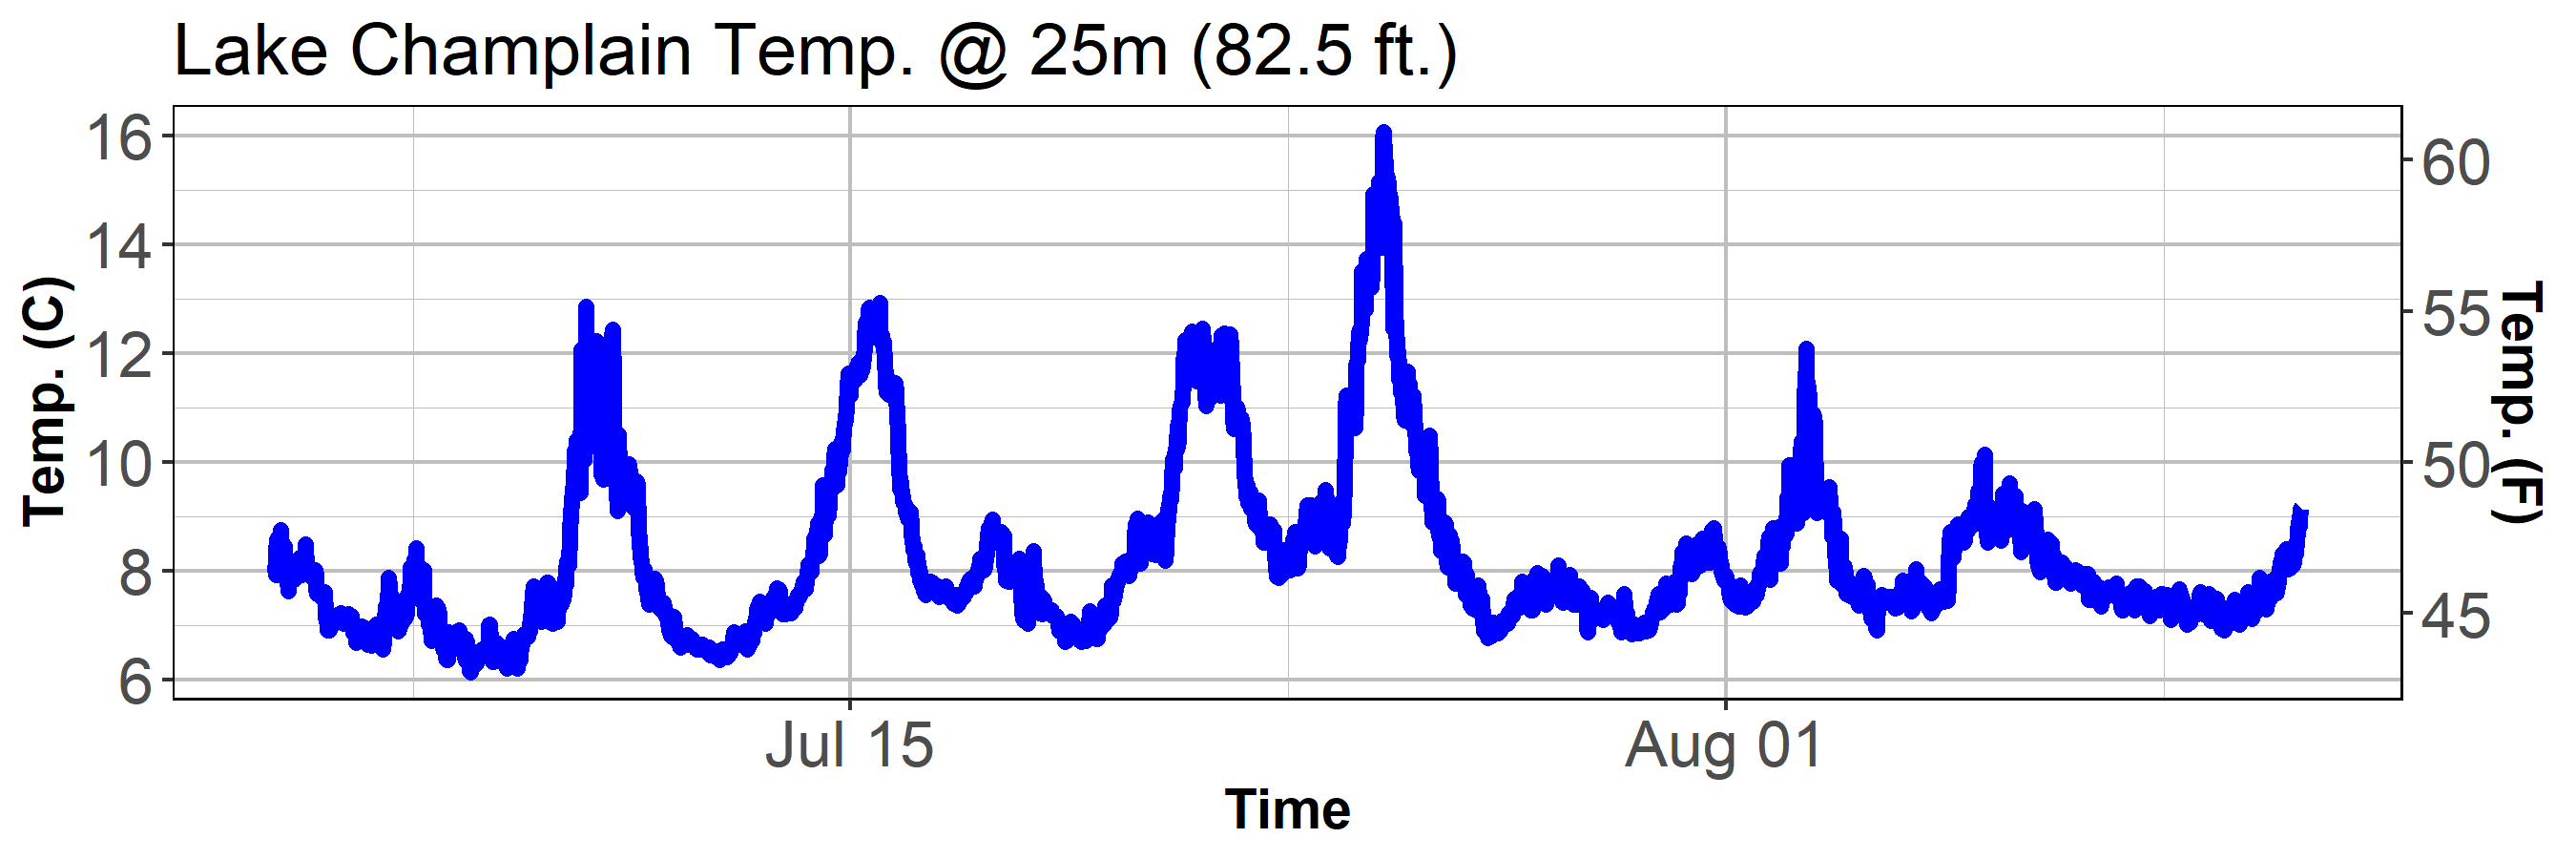 Lake Champlain Temp. @ 25m (82.5 ft.)
Temp. (C)
16
14
12
10
8
6
60
55
50
45
Temp. (F)
Jul 15
Aug 01
Time